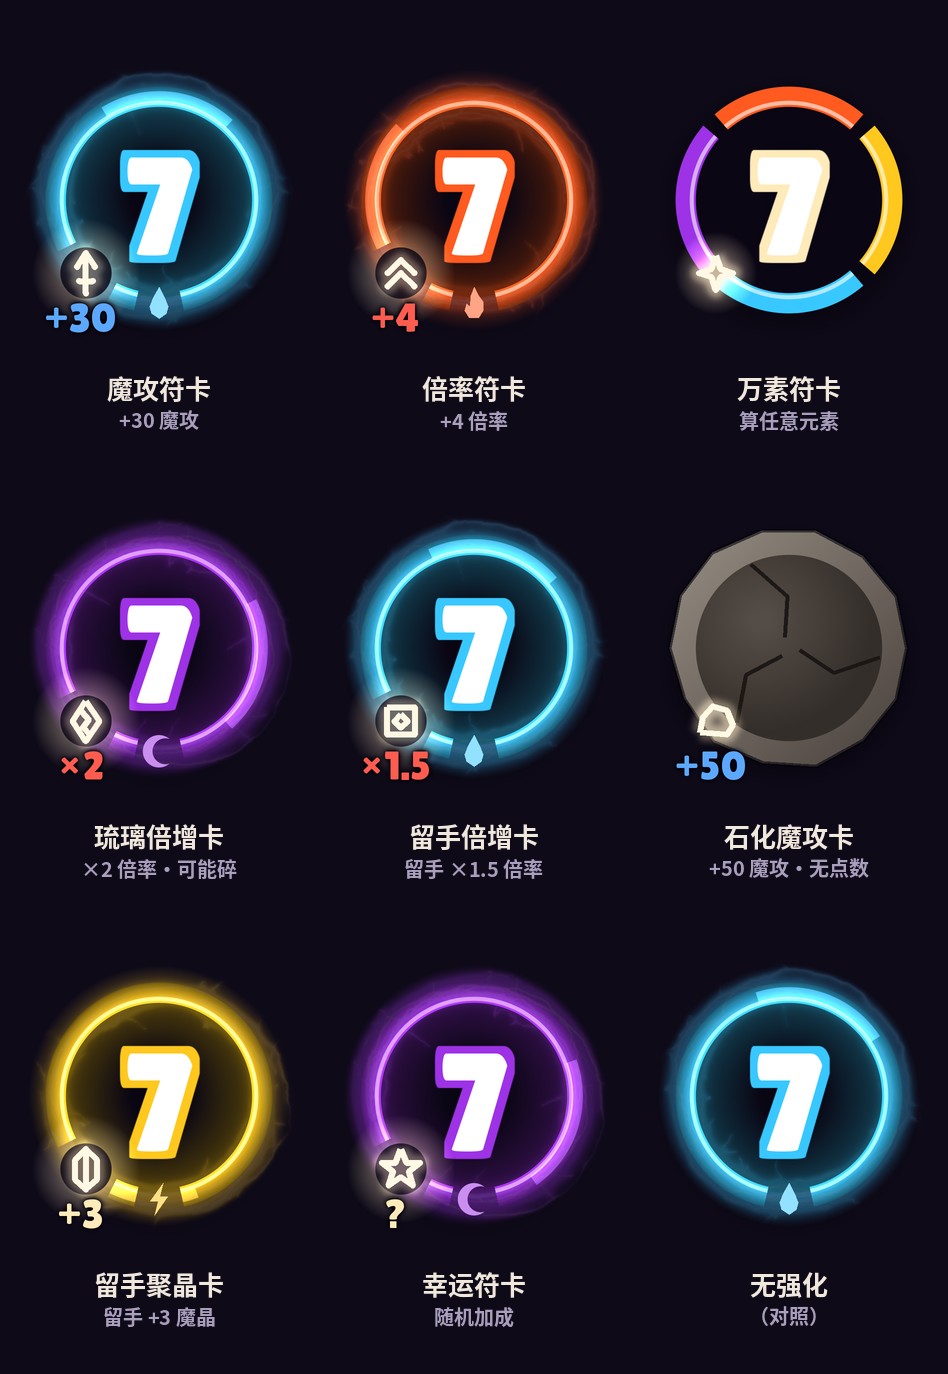 7
+30
魔攻符卡
+30 魔攻
7
+4
倍率符卡
+4 倍率
7
万素符卡
算任意元素
7
×2
琉璃倍增卡
×2 倍率・可能碎
7
×1.5
留手倍增卡
留手 ×1.5 倍率
+50
石化魔攻卡
+50 魔攻・无点数
7
+3
留手聚晶卡
留手 +3 魔晶
7
?
幸运符卡
随机加成
7
无强化
（对照）